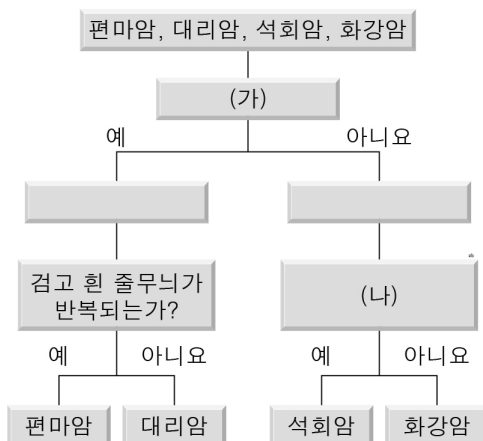 편마암, 대리암, 석회암, 화강암
(가)
예 아니요
검고 흰 줄무늬가
반복되는가?
(나)
예 아니요 예 아니요
편마암 대리암 석회암 화강암